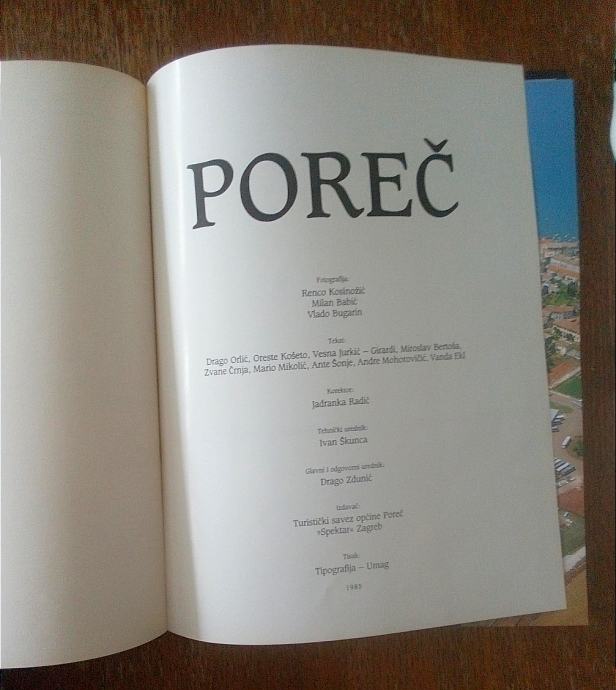 POREČ
Fotografija:
Renco Kosinožić
Milan Babić
Vlado Bugarin
Tekst:
Drago Orlić, Oreste Košeto, Vesna Jurkić – Girardi, Miroslav Bertoša,
Zvane Črnja, Mario Mikolić, Ante Šonje, Andre Mohorovičić, Vanda Ekl
Korektor:
Jadranka Radić
Tehnički urednik:
Ivan Škunca
Glavni i odgovorni urednik:
Drago Zdunić
Izdavač:
Turistički savez općine Poreč
»Spektar« Zagreb
Tisak:
Tipografija – Umag